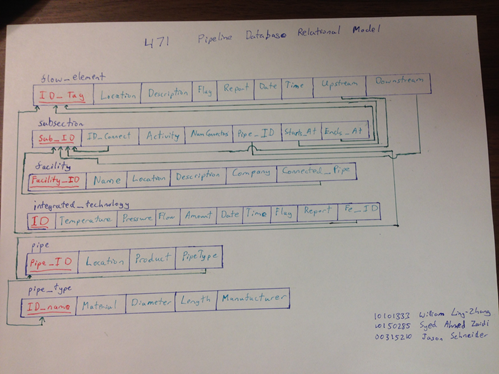 471 Pipeline Database Relational Model
flow_element
ID_Tag Location Description Flag Report Date Time Upstream Downstream
subsection
Sub_ID ID_Connect Activity Pipe_ID Starts_At Ends_At
facility
Facility_ID Name Location Description Company Connected_Pipe
integrated_technology
ID Temperature Pressure Flow Amount Date Time Flag Report Fe_ID
pipe
Pipe_ID Location Product PipeType
pipe_type
ID_name Material Diameter Length Manufacturer
10101333 William Ling-Zhang
10150285 Syed Ahmed Zaidi
00315210 Jason Schneider